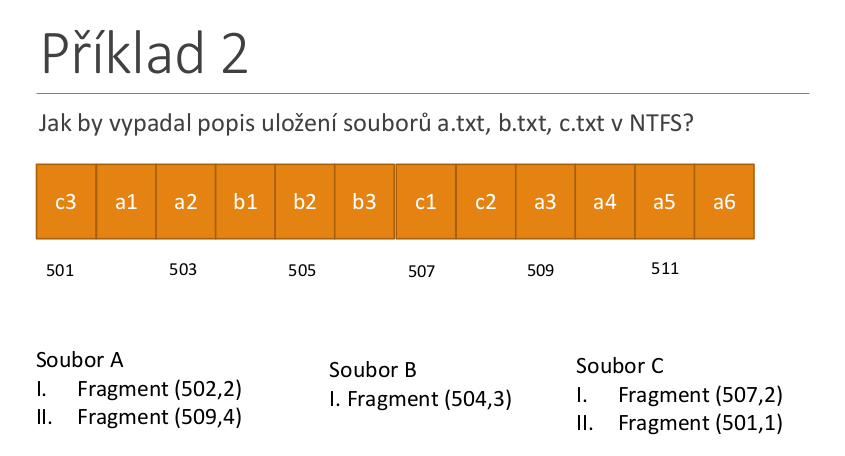 Příklad 2
Jak by vypadal popis uložení souborů a.txt, b.txt, c.txt v NTFS?
c3 a1 a2 b1 b2 b3 c1 c2 a3 a4 a5 a6
501 503 505 507 509 511
Soubor A
I. Fragment (502,2)
II. Fragment (509,4)
Soubor B
I. Fragment (504,3)
Soubor C
I. Fragment (507,2)
II. Fragment (501,1)